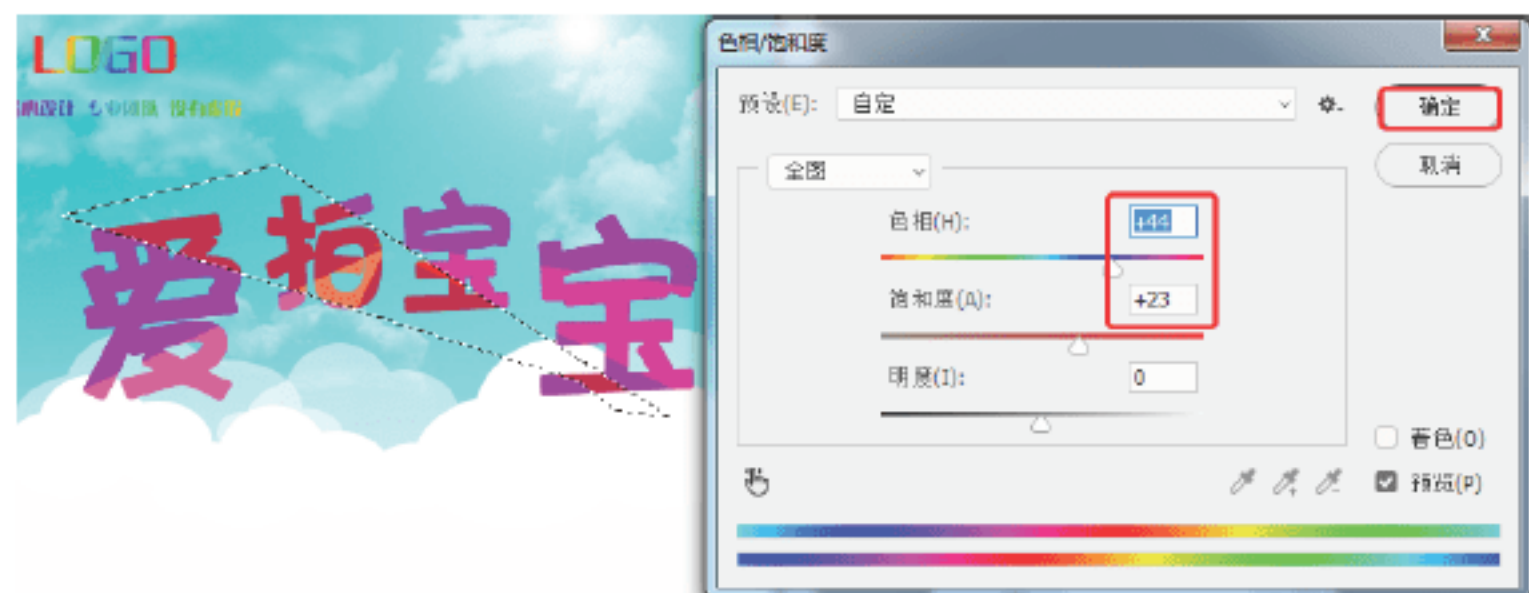 LOGO
爱拍宝宝
色相/饱和度
预设(E): 自定
确定
取消
全图
色相(H): +44
饱和度(A): +23
明度(I): 0
着色(O)
预览(P)